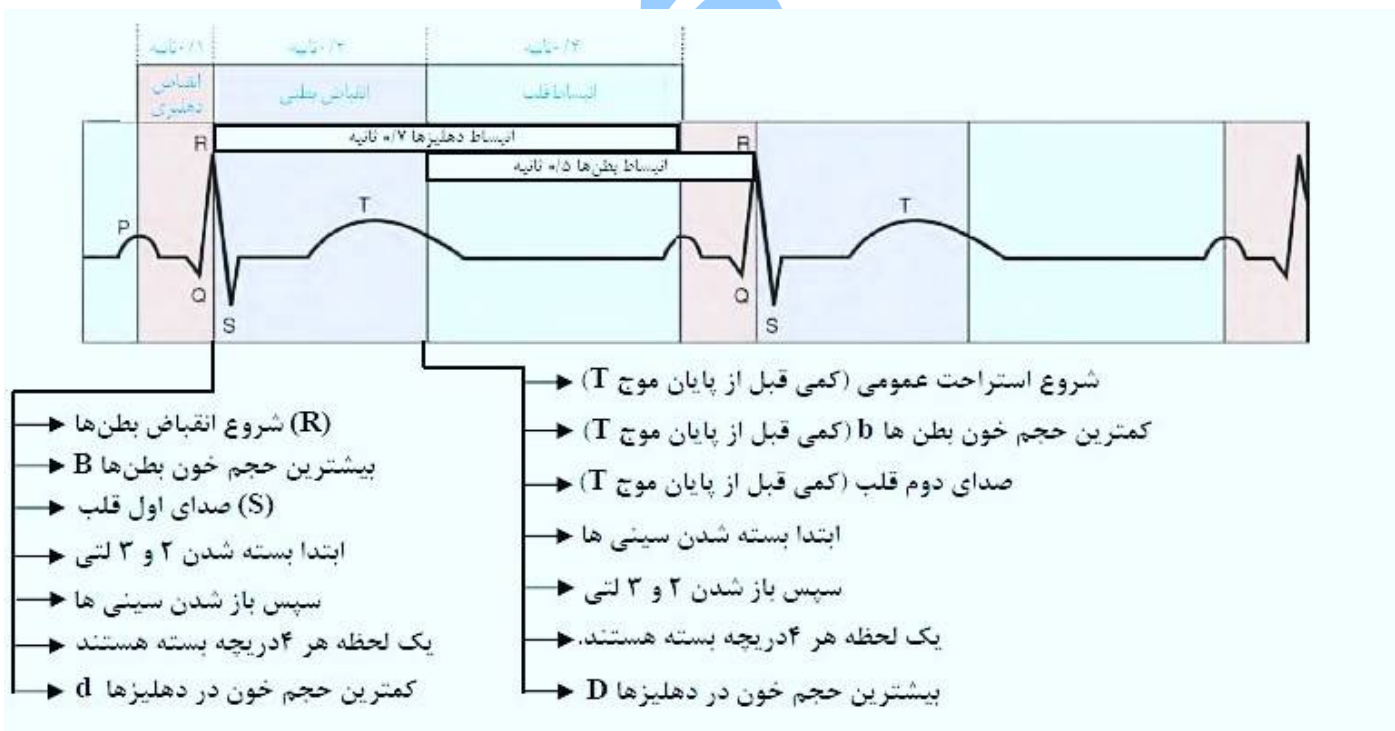 ۰/۱ ثانیه
۰/۳ ثانیه
۰/۴ ثانیه
انقباض دهلیزی
انقباض بطنی
انبساط قلب
انبساط دهلیزها ۰/۷ ثانیه
انبساط بطن‌ها ۰/۵ ثانیه
P
Q
R
S
T
R
Q
S
T
شروع استراحت عمومی (کمی قبل از پایان موج T)
کمترین حجم خون بطن ها b (کمی قبل از پایان موج T)
صدای دوم قلب (کمی قبل از پایان موج T)
ابتدا بسته شدن سینی ها
سپس باز شدن ۲ و ۳ لتی
یک لحظه هر ۴دریچه بسته هستند.
بیشترین حجم خون در دهلیزها D
(R) شروع انقباض بطن‌ها
بیشترین حجم خون بطن‌ها B
(S) صدای اول قلب
ابتدا بسته شدن ۲ و ۳ لتی
سپس باز شدن سینی ها
یک لحظه هر ۴دریچه بسته هستند
کمترین حجم خون در دهلیزها d